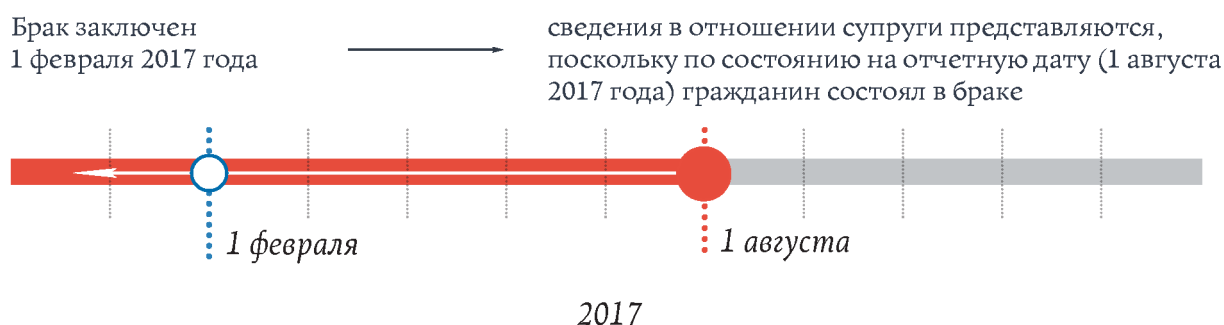 Брак заключен
1 февраля 2017 года
сведения в отношении супруги представляются,
поскольку по состоянию на отчетную дату (1 августа
2017 года) гражданин состоял в браке
1 февраля
1 августа
2017